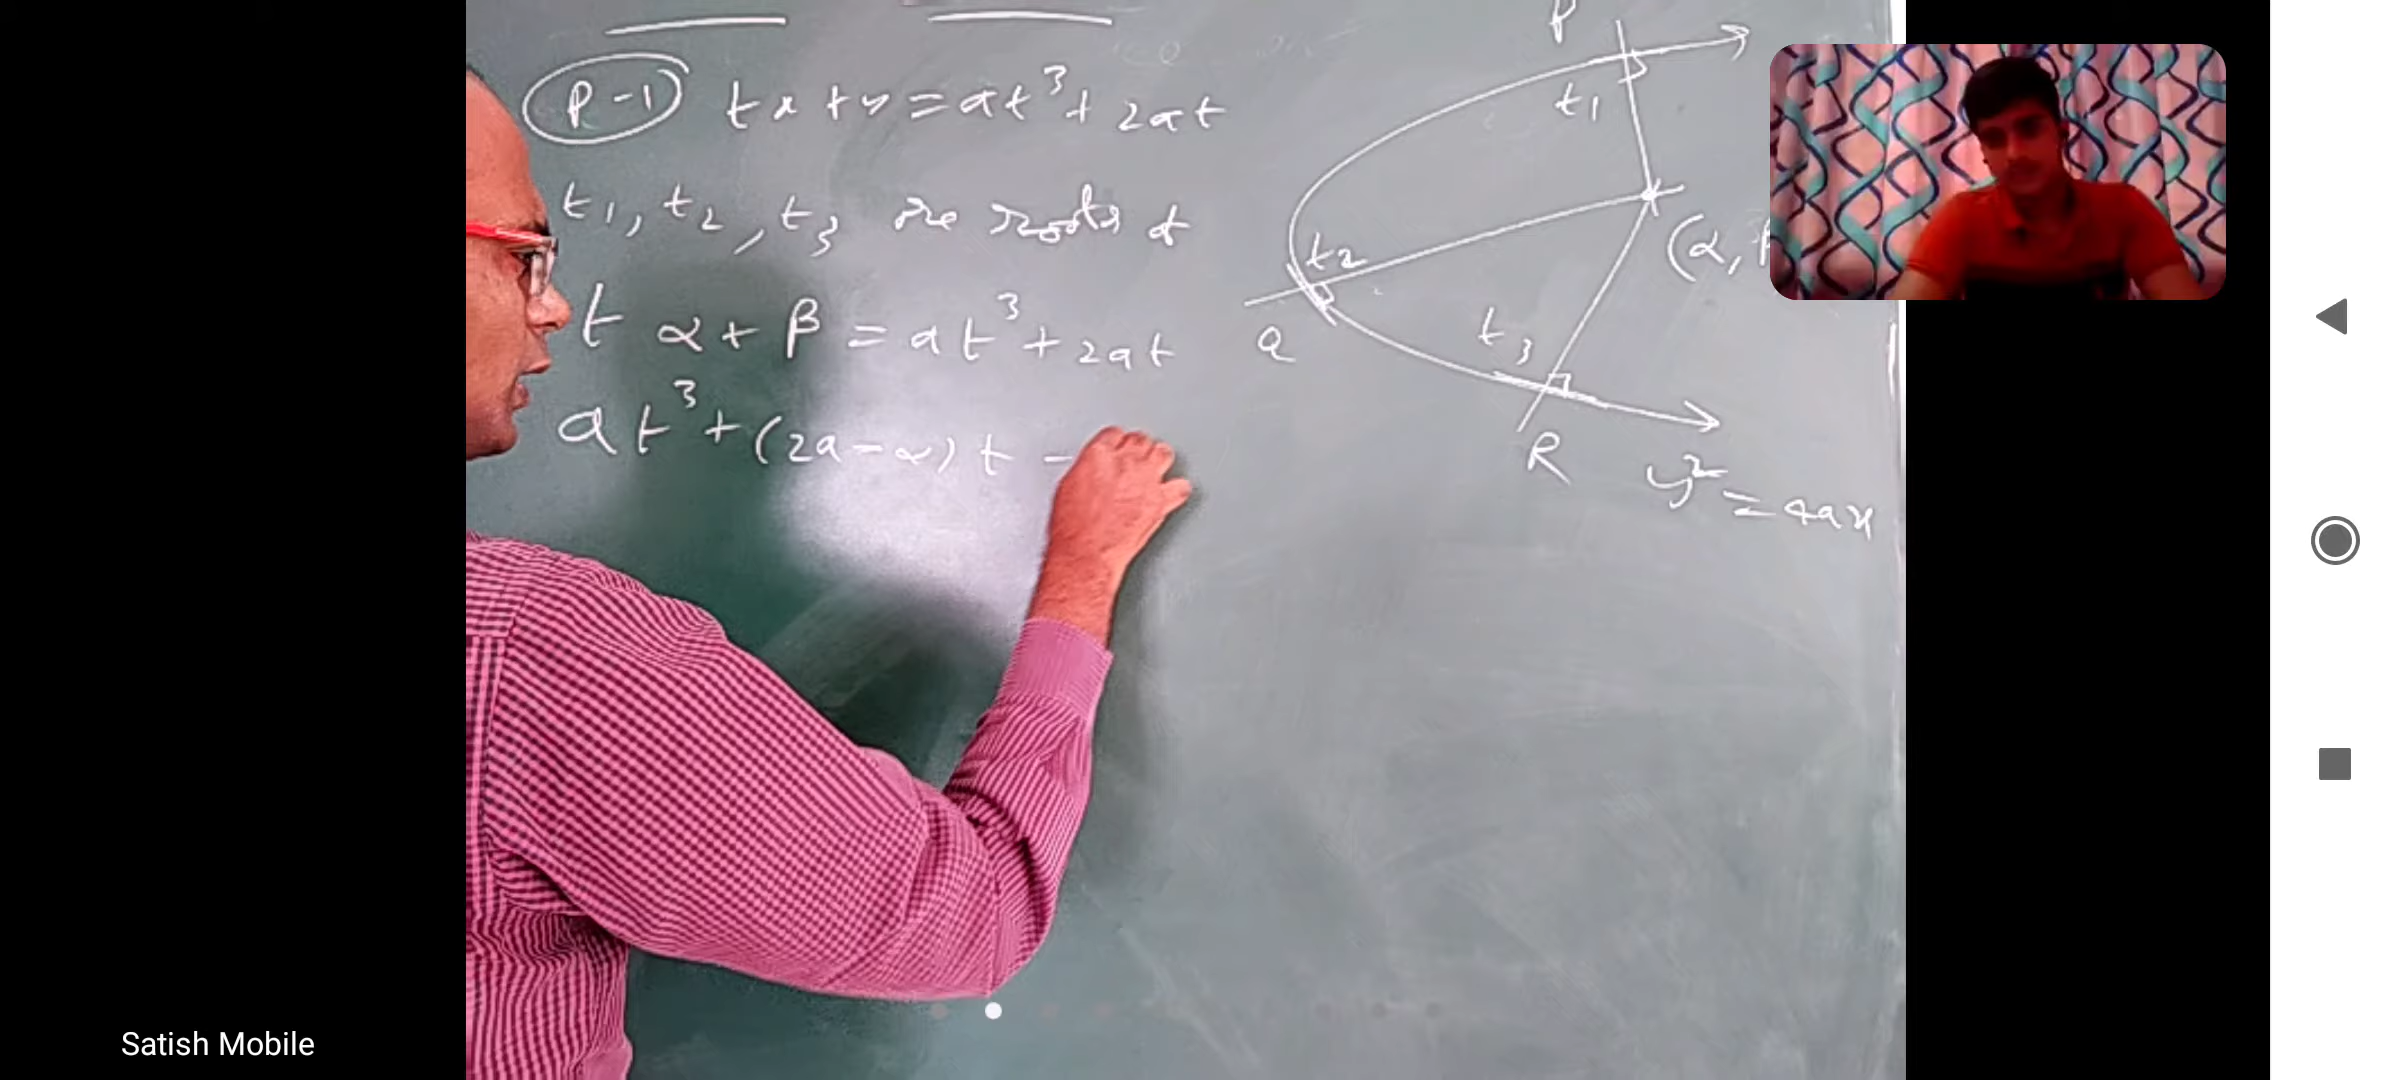 P-1 tx+y=at³+2at
t1, t2, t3 are roots of
tα+β=at³+2at
at³+(2a-α)t-
P
t1
(α,
t2
Q
t3
R
y²=4ax
Satish Mobile